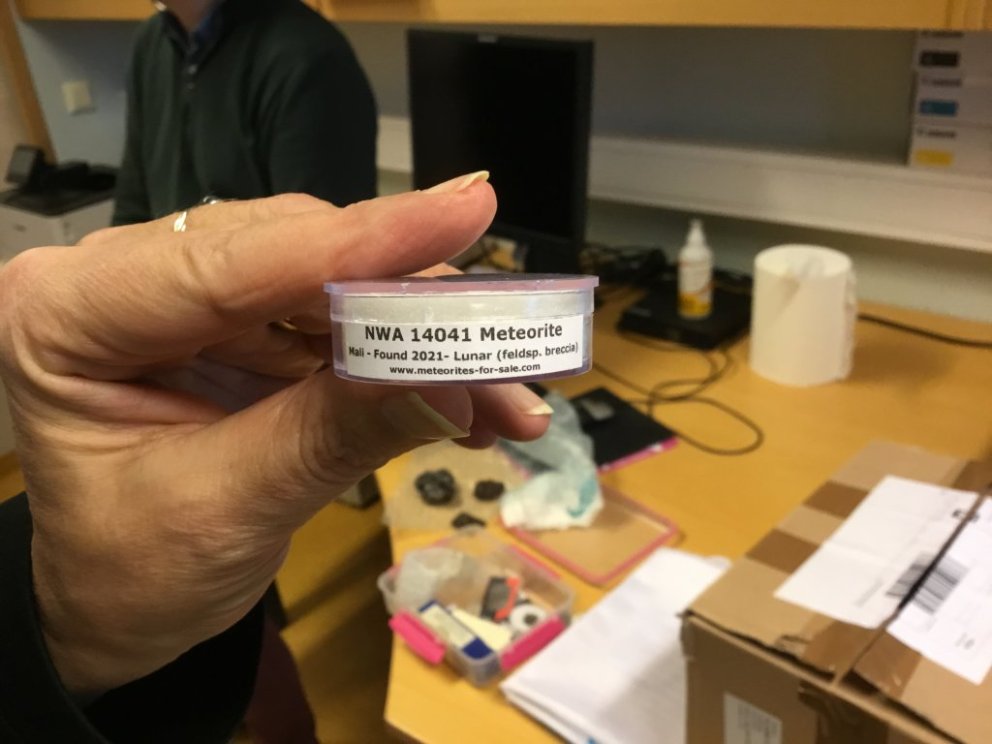 NWA 14041 Meteorite
Mali - Found 2021- Lunar (feldsp. breccia)
www.meteorites-for-sale.com